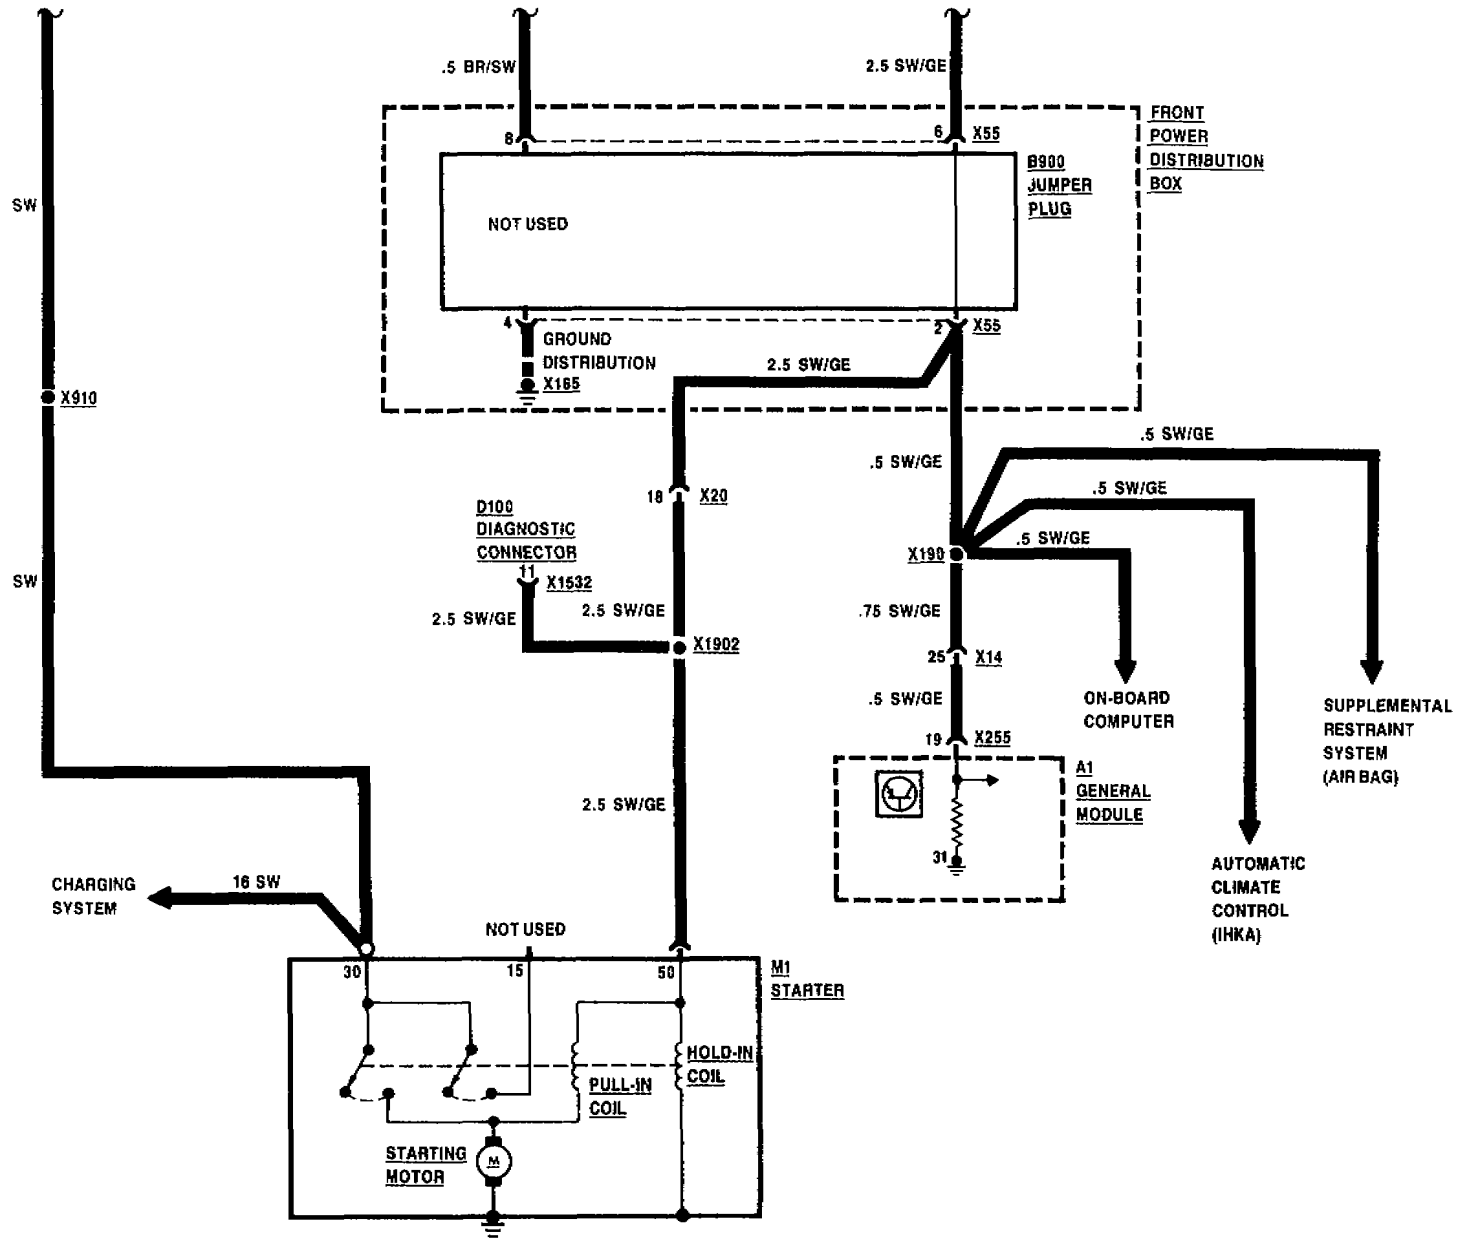 .5 BR/SW
2.5 SW/GE
FRONT
POWER
DISTRIBUTION
BOX
8
6
X55
B900
JUMPER
PLUG
SW
NOT USED
4
2
X55
GROUND
DISTRIBUTION
X165
2.5 SW/GE
X910
.5 SW/GE
.5 SW/GE
.5 SW/GE
.5 SW/GE
18
X20
D100
DIAGNOSTIC
CONNECTOR
11
X1532
X190
SW
2.5 SW/GE
2.5 SW/GE
.75 SW/GE
X1902
25
X14
.5 SW/GE
ON-BOARD
COMPUTER
SUPPLEMENTAL
RESTRAINT
SYSTEM
(AIR BAG)
19
X255
A1
GENERAL
MODULE
2.5 SW/GE
31
AUTOMATIC
CLIMATE
CONTROL
(IHKA)
CHARGING
SYSTEM
16 SW
NOT USED
30
15
50
M1
STARTER
HOLD-IN
COIL
PULL-IN
COIL
STARTING
MOTOR
M